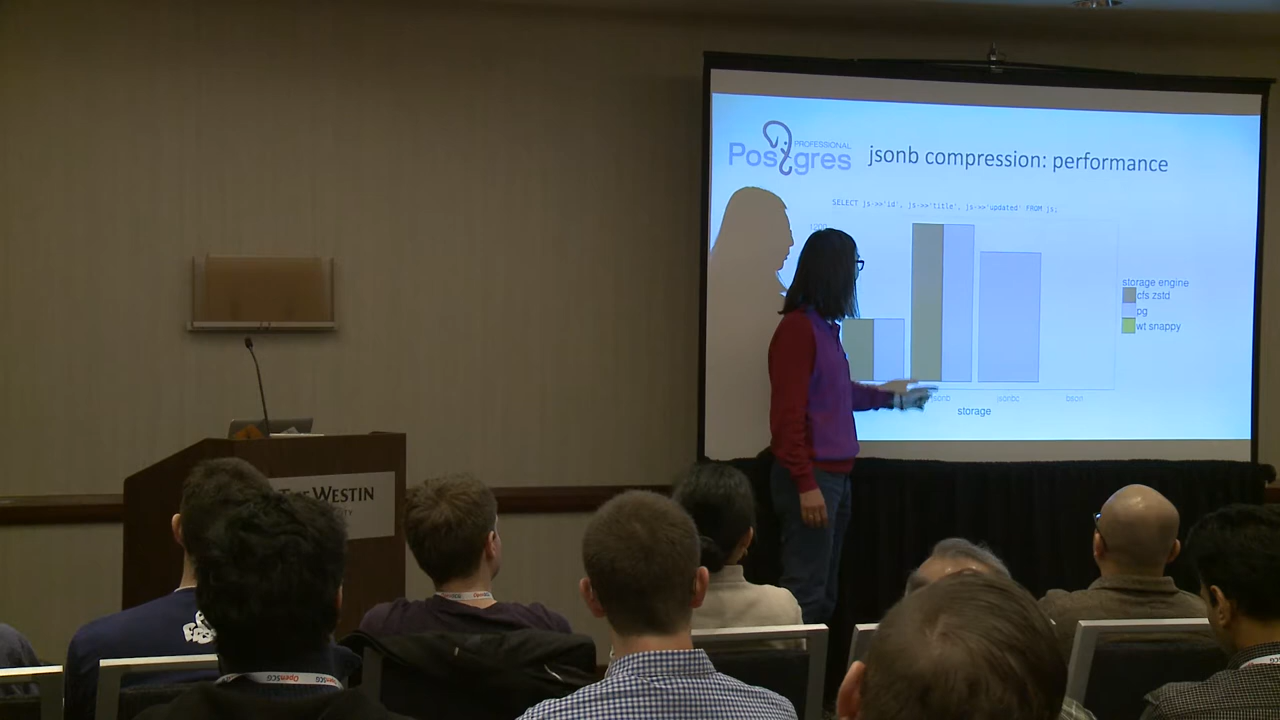 PROFESSIONAL
Postgres
jsonb compression: performance
SELECT js->>'id', js->>'title', js->>'updated' FROM js;
storage engine
cfs zstd
pg
wt snappy
jsonb
jsonbc
bson
storage
THE WESTIN
OpenSCG